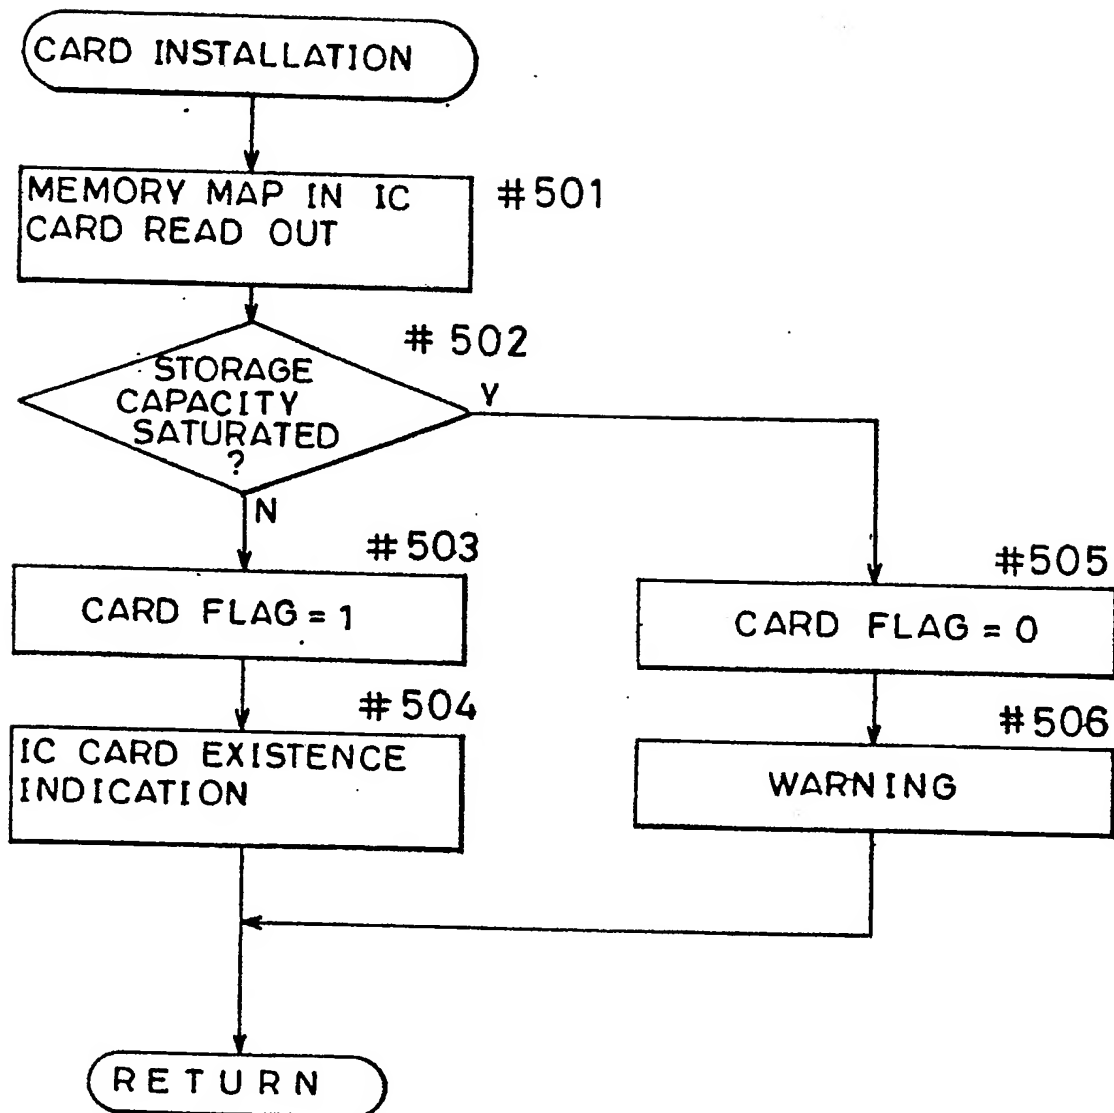 CARD INSTALLATION
MEMORY MAP IN IC
CARD READ OUT
#501
#502
STORAGE
CAPACITY
SATURATED
?
Y
N
#503
CARD FLAG = 1
#504
IC CARD EXISTENCE
INDICATION
#505
CARD FLAG = 0
#506
WARNING
RETURN